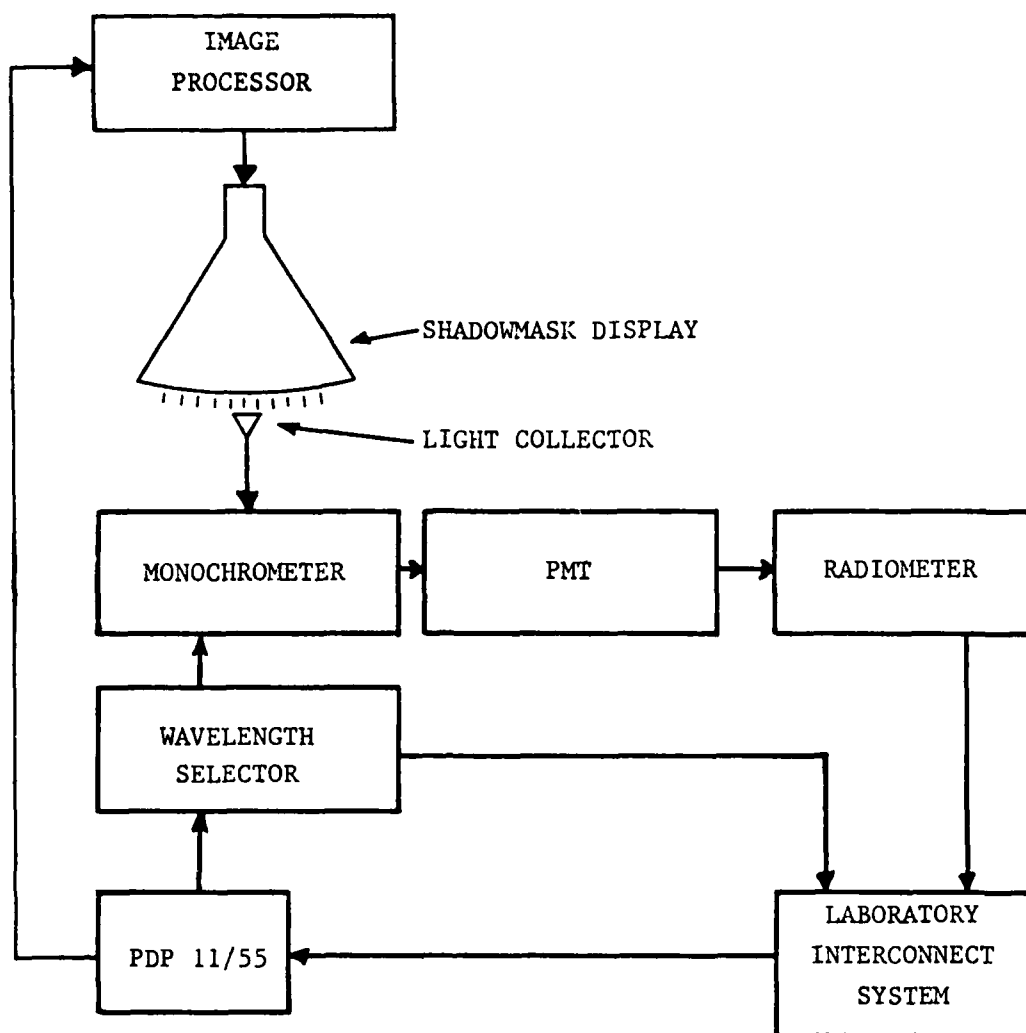 IMAGE
PROCESSOR
SHADOWMASK DISPLAY
LIGHT COLLECTOR
MONOCHROMETER
PMT
RADIOMETER
WAVELENGTH
SELECTOR
PDP 11/55
LABORATORY
INTERCONNECT
SYSTEM